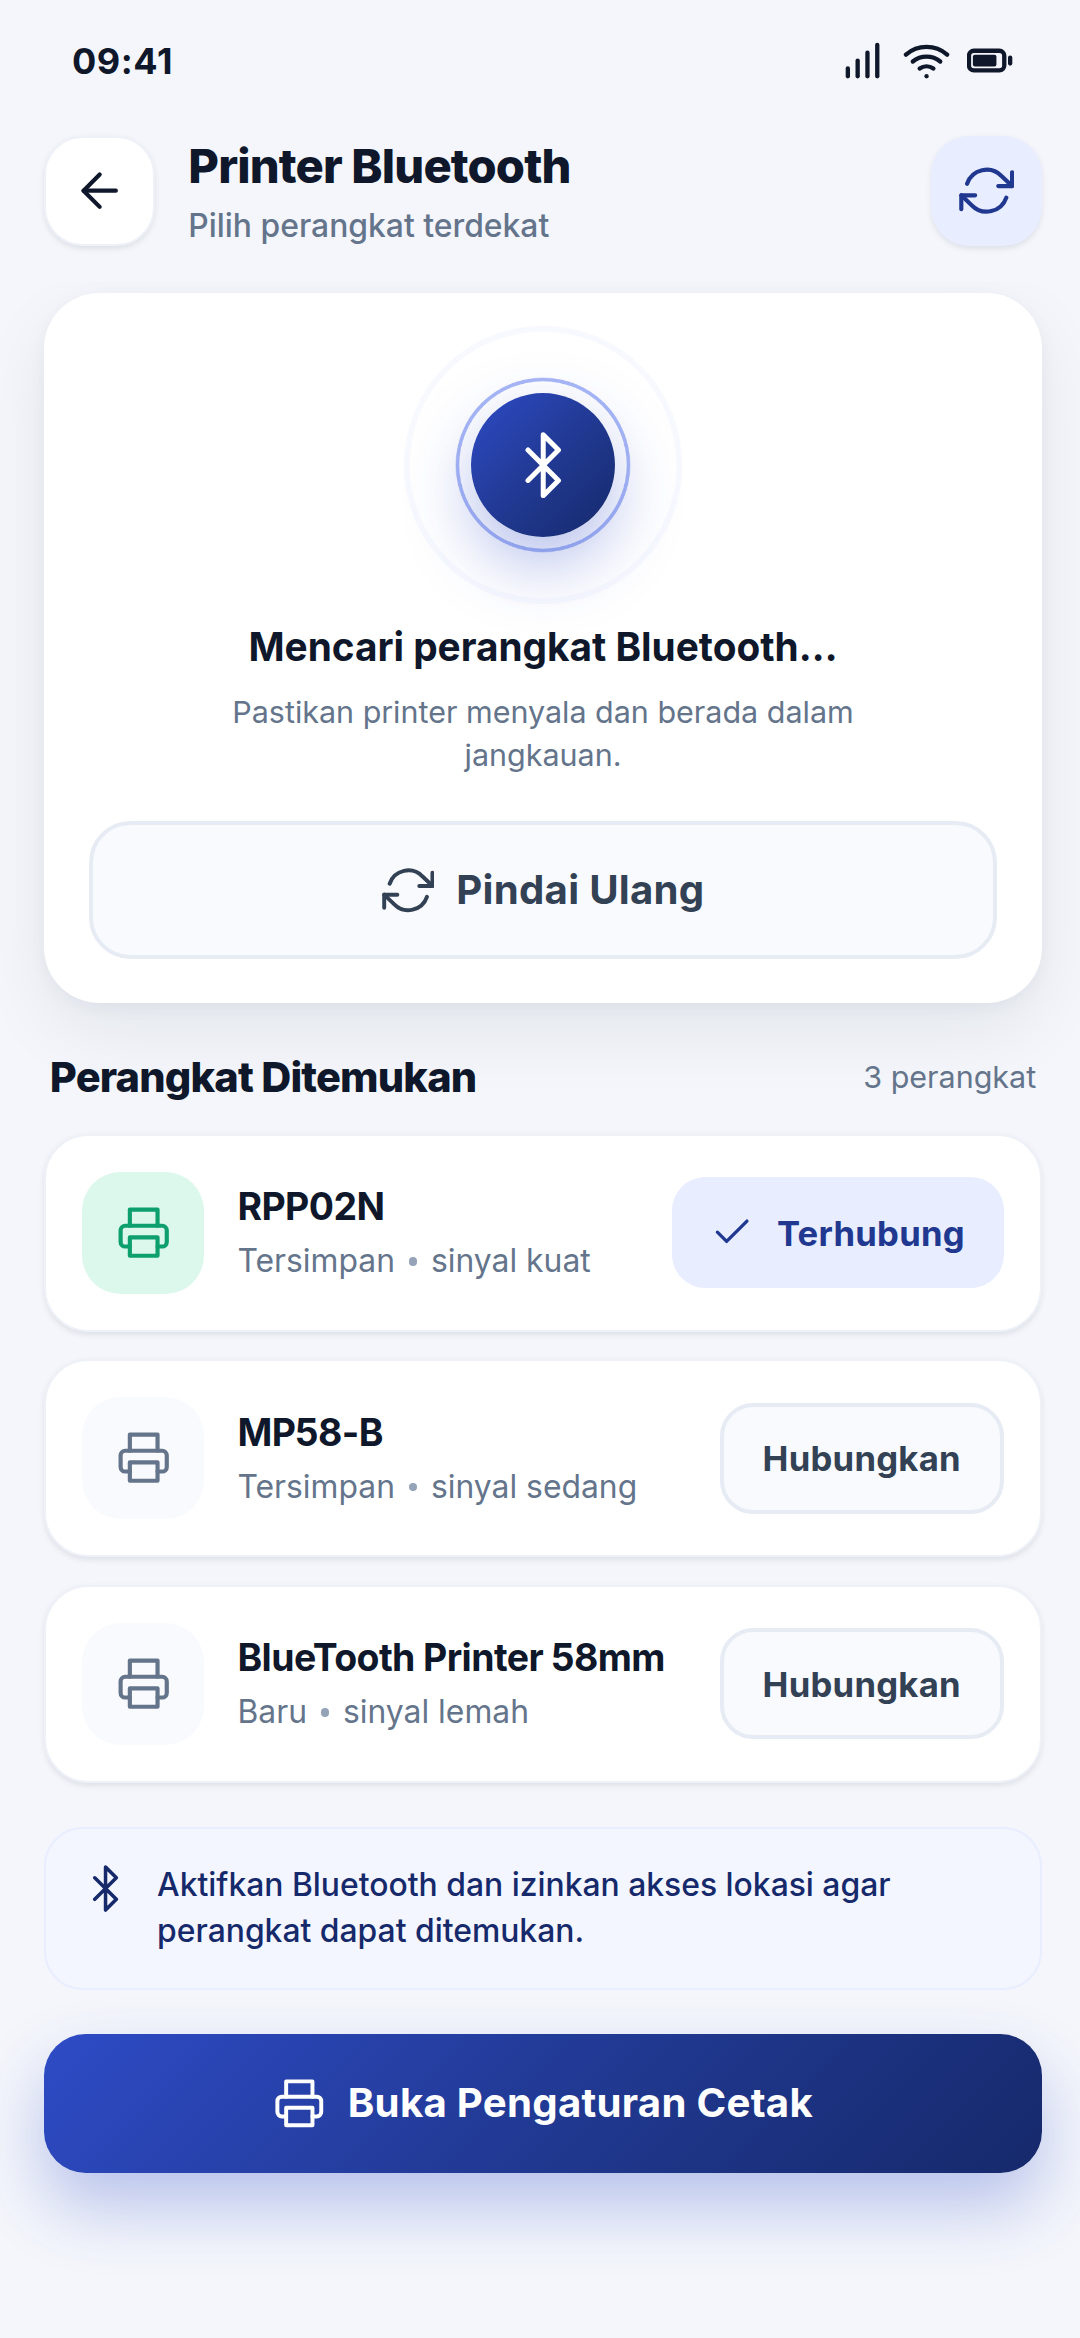 09:41
Printer Bluetooth
Pilih perangkat terdekat
Mencari perangkat Bluetooth...
Pastikan printer menyala dan berada dalam
jangkauan.
Pindai Ulang
Perangkat Ditemukan
3 perangkat
RPP02N
Tersimpan • sinyal kuat
Terhubung
MP58-B
Tersimpan • sinyal sedang
Hubungkan
BlueTooth Printer 58mm
Baru • sinyal lemah
Hubungkan
Aktifkan Bluetooth dan izinkan akses lokasi agar
perangkat dapat ditemukan.
Buka Pengaturan Cetak